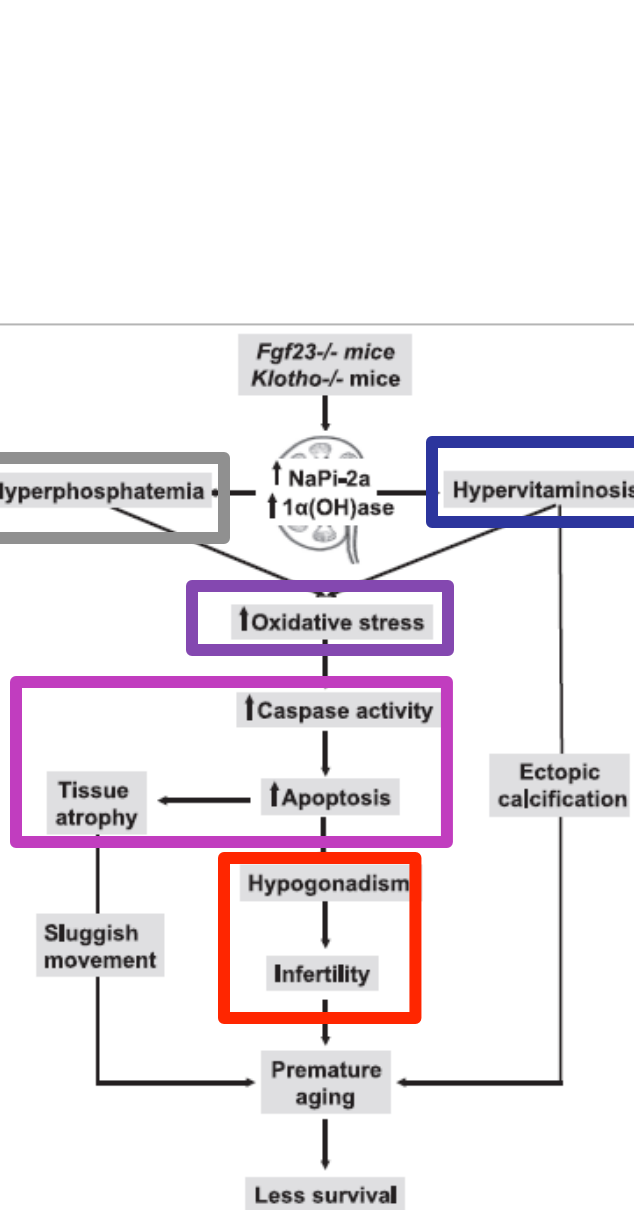 Fgf23-/- mice
Klotho-/- mice
↑ NaPi-2a
yperphosphatemia
Hypervitaminosis
↑ 1α(OH)ase
↑Oxidative stress
↑Caspase activity
Tissue
atrophy
↑Apoptosis
Ectopic
calcification
Hypogonadism
Sluggish
movement
Infertility
Premature
aging
Less survival